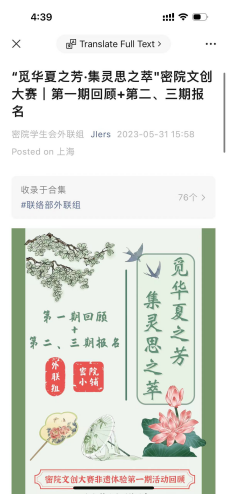 4:39
Translate Full Text >
“觅华夏之芳·集灵思之萃"密院文创
大赛｜第一期回顾+第二、三期报
名
密院学生会外联组 JIers 2023-05-31 15:58
Posted on 上海
收录于合集
#联络部外联组
76个 >
觅华夏之芳
集灵思之萃
第一期回顾
+
第二、三期报名
外联组
密院小铺
密院文创大赛非遗体验第一期活动回顾